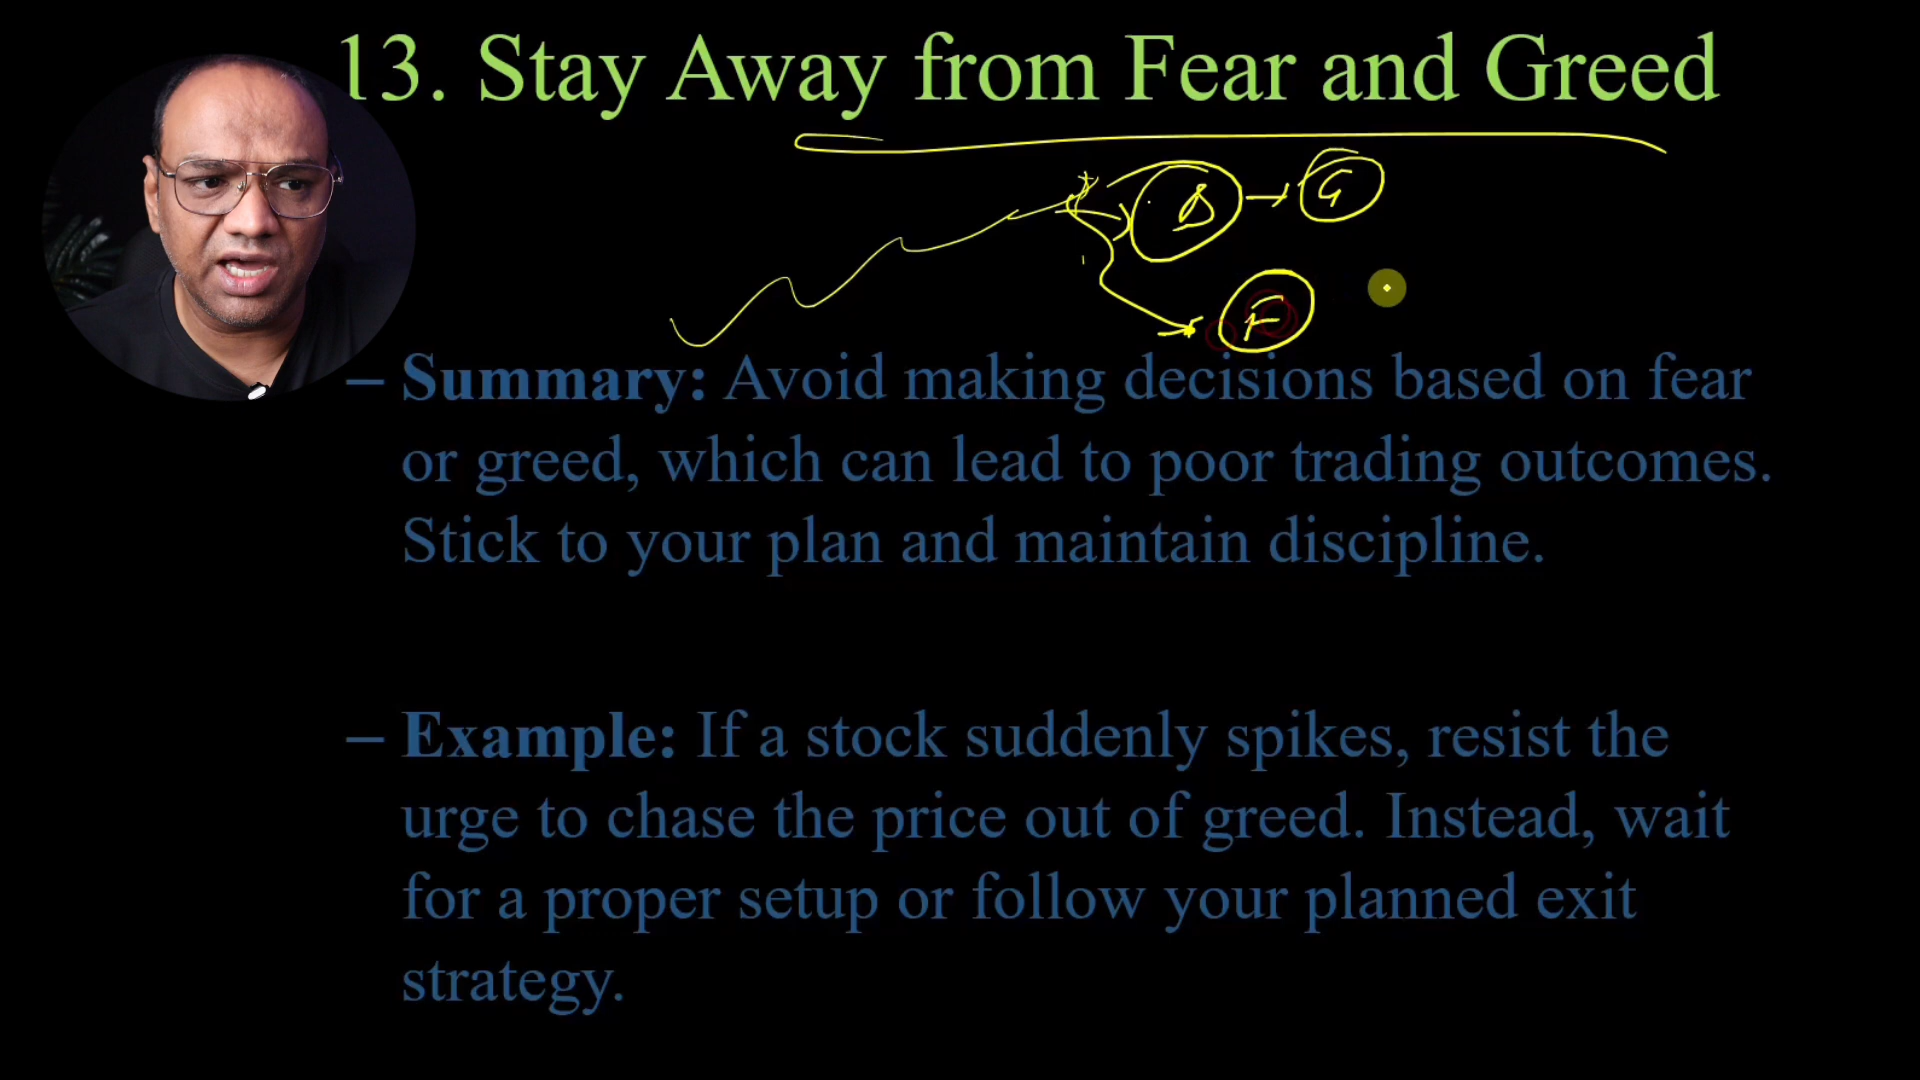 13. Stay Away from Fear and Greed
G
F
– Summary: Avoid making decisions based on fear
or greed, which can lead to poor trading outcomes.
Stick to your plan and maintain discipline.
– Example: If a stock suddenly spikes, resist the
urge to chase the price out of greed. Instead, wait
for a proper setup or follow your planned exit
strategy.